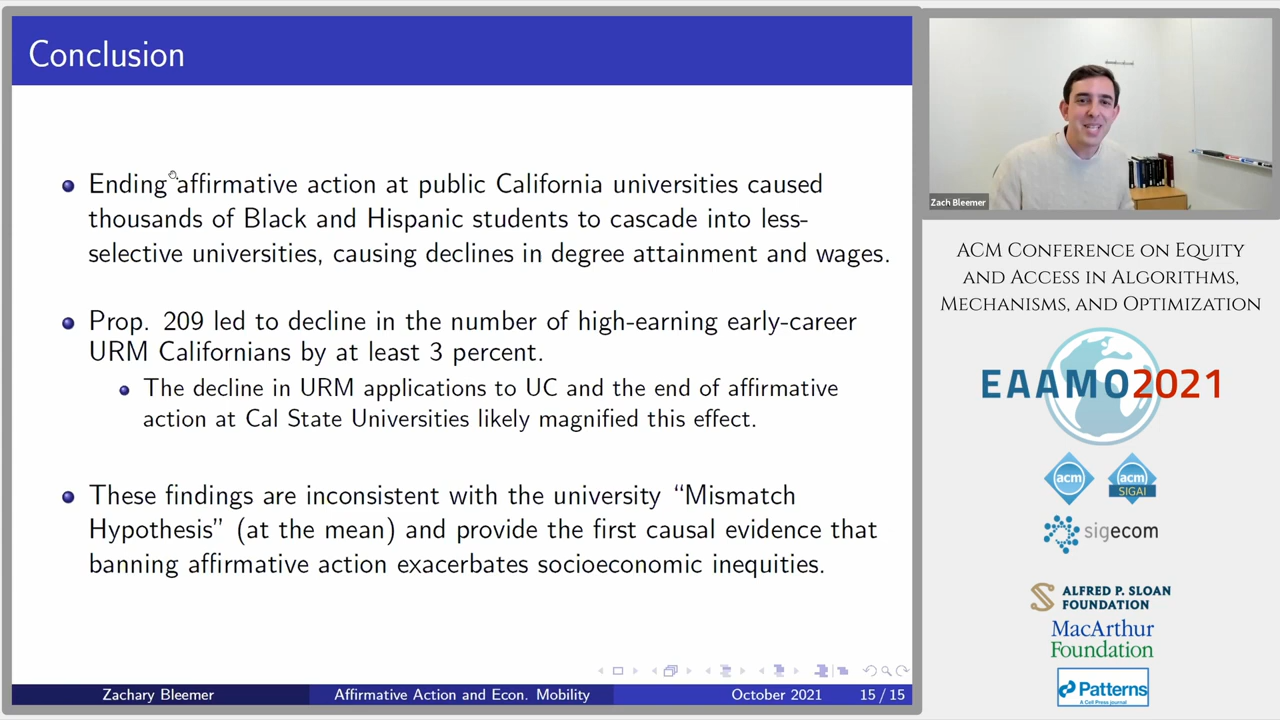 Conclusion
Ending affirmative action at public California universities caused
thousands of Black and Hispanic students to cascade into less-
selective universities, causing declines in degree attainment and wages.
Prop. 209 led to decline in the number of high-earning early-career
URM Californians by at least 3 percent.
The decline in URM applications to UC and the end of affirmative
action at Cal State Universities likely magnified this effect.
These findings are inconsistent with the university “Mismatch
Hypothesis” (at the mean) and provide the first causal evidence that
banning affirmative action exacerbates socioeconomic inequities.
Zachary Bleemer
Affirmative Action and Econ. Mobility
October 2021
15 / 15
Zach Bleemer
ACM Conference on Equity
and Access in Algorithms,
Mechanisms, and Optimization
EAAMO2021
acm
acm
SIGAI
sigecom
ALFRED P. SLOAN
FOUNDATION
MacArthur
Foundation
Patterns
A Cell Press journal